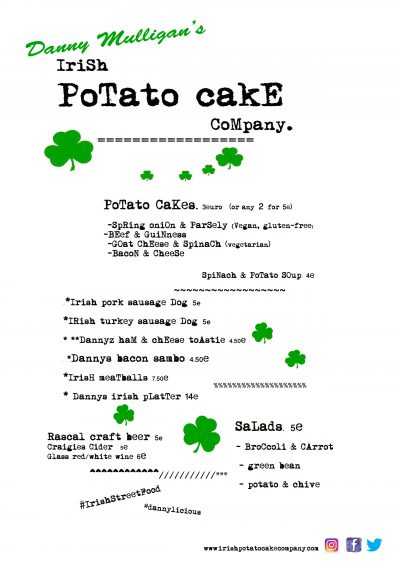 Danny Mulligan's
IriSh
PoTato cakE
CoMpany.
==================
PoTato CaKes. 3euro (or any 2 for 5e)
-SpRing oniOn & ParSely (Vegan, gluten-free)
-BEef & GuiNness
-GOat ChEese & SpinaCh (vegetarian)
-BacoN & CheeSe
SpiNach & PoTato SOup 4e
~~~~~~~~~~~~~~~~~~
*Irish pork sausage Dog 5e
*IRish turkey sausage Dog 5e
* **Dannyz haM & chEese toAstie 4.50e
*Dannys bacon sambo 4.50e
*IrisH meaTballs 7.50e
%%%%%%%%%%%%%%%%%%%%
* Dannys irish pLatTer 14e
Rascal craft beer 5e
Craigies Cider 5e
Glass red/white wine 6e
^^^^^^^^^^^^///////////***
SaLads. 5e
- BroCcoli & CArrot
- green bean
- potato & chive
#IrishStreetFood
#dannylicious
www.irishpotatocakecompany.com